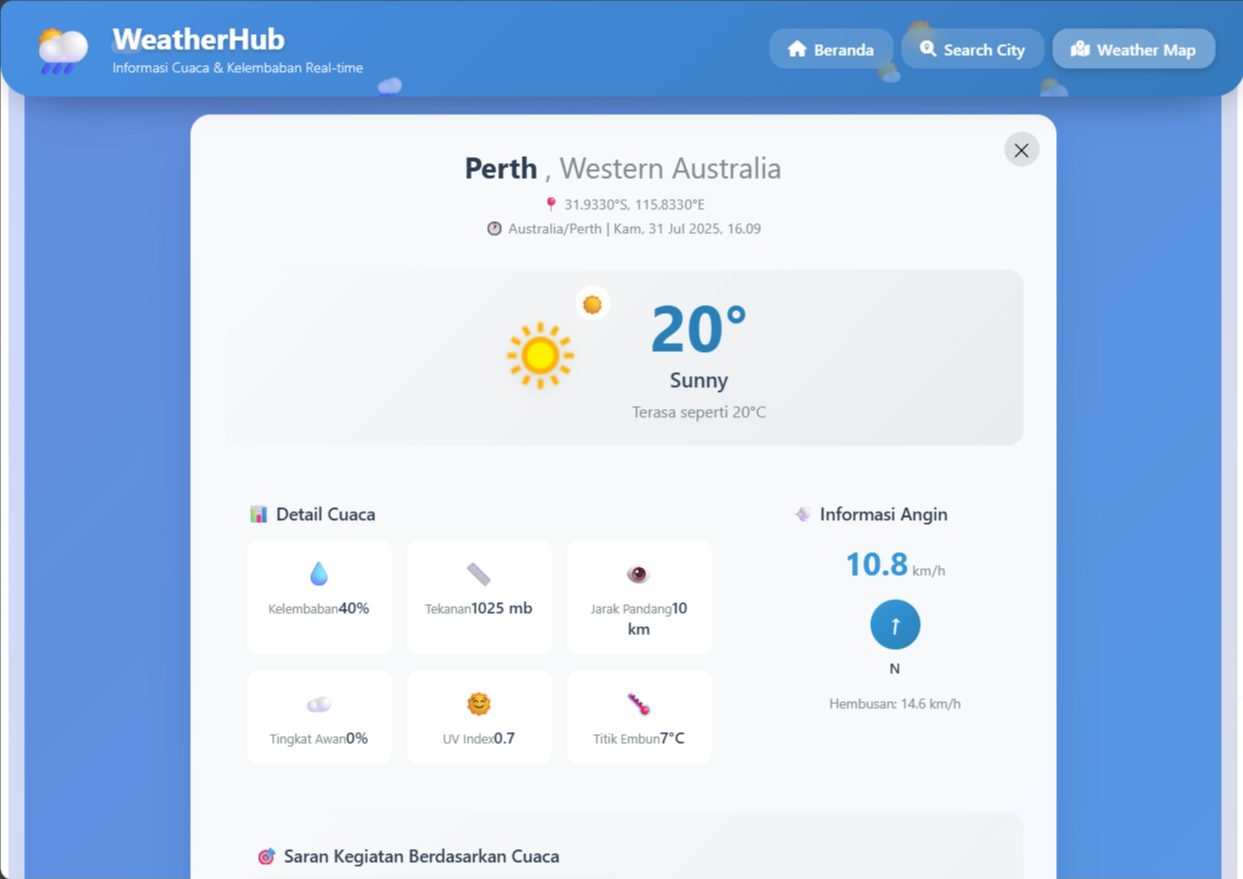 WeatherHub
Informasi Cuaca & Kelembaban Real-time
Beranda
Search City
Weather Map
Perth , Western Australia
31.9330°S, 115.8330°E
Australia/Perth | Kam, 31 Jul 2025, 16.09
20°
Sunny
Terasa seperti 20°C
Detail Cuaca
Kelembaban40%
Tekanan1025 mb
Jarak Pandang10
km
Tingkat Awan0%
UV Index0.7
Titik Embun7°C
Informasi Angin
10.8 km/h
N
Hembusan: 14.6 km/h
Saran Kegiatan Berdasarkan Cuaca